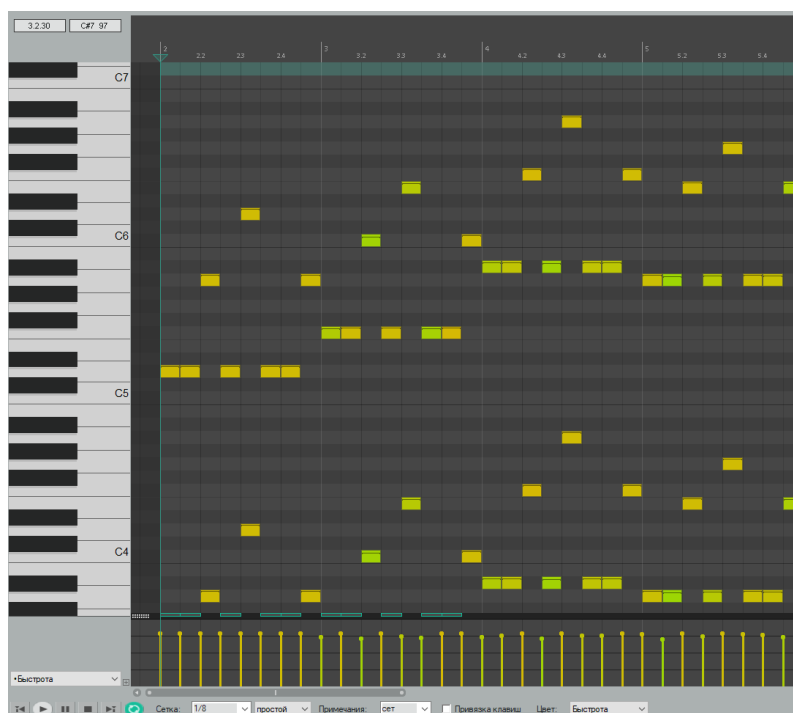 3.2.30 C#7 97
2 3 4 5
2.2 2.3 2.4 3.2 3.3 3.4 4.2 4.3 4.4 5.2 5.3 5.4
C7
C6
C5
C4
•Быстрота
Сетка: 1/8 простой Примечания: сет Привязка клавиш Цвет: Быстрота